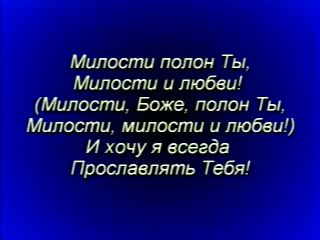 Милости полон Ты,
Милости и любви!
(Милости, Боже, полон Ты,
Милости, милости и любви!)
И хочу я всегда
Прославлять Тебя!